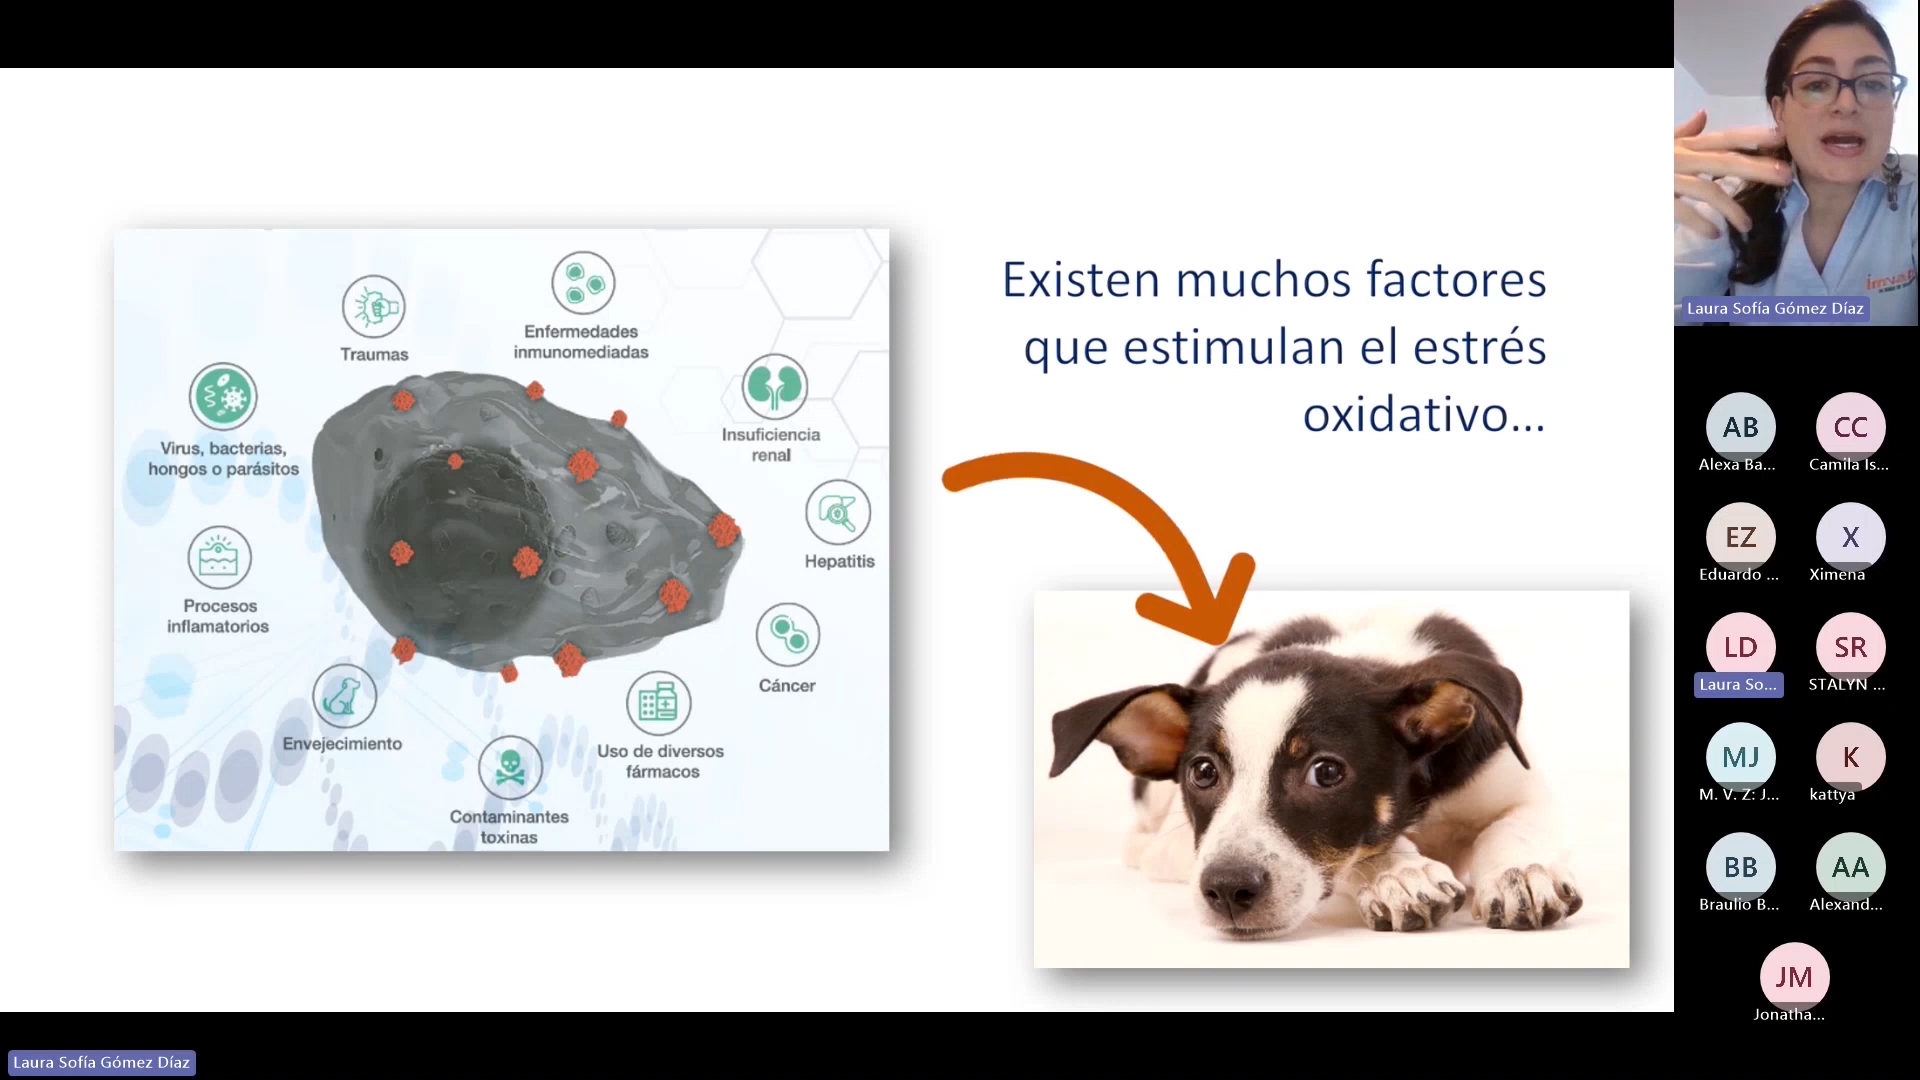 Existen muchos factores
que estimulan el estrés
oxidativo...
Traumas
Enfermedades
inmunomediadas
Virus, bacterias,
hongos o parásitos
Insuficiencia
renal
Procesos
inflamatorios
Hepatitis
Envejecimiento
Cáncer
Uso de diversos
fármacos
Contaminantes
toxinas
Laura Sofía Gómez Díaz
AB
Alexa Ba...
CC
Camila Is...
EZ
Eduardo ...
X
Ximena
LD
Laura So...
SR
STALYN ...
MJ
M. V. Z: J...
K
kattya
BB
Braulio B...
AA
Alexand...
JM
Jonatha...
Laura Sofía Gómez Díaz